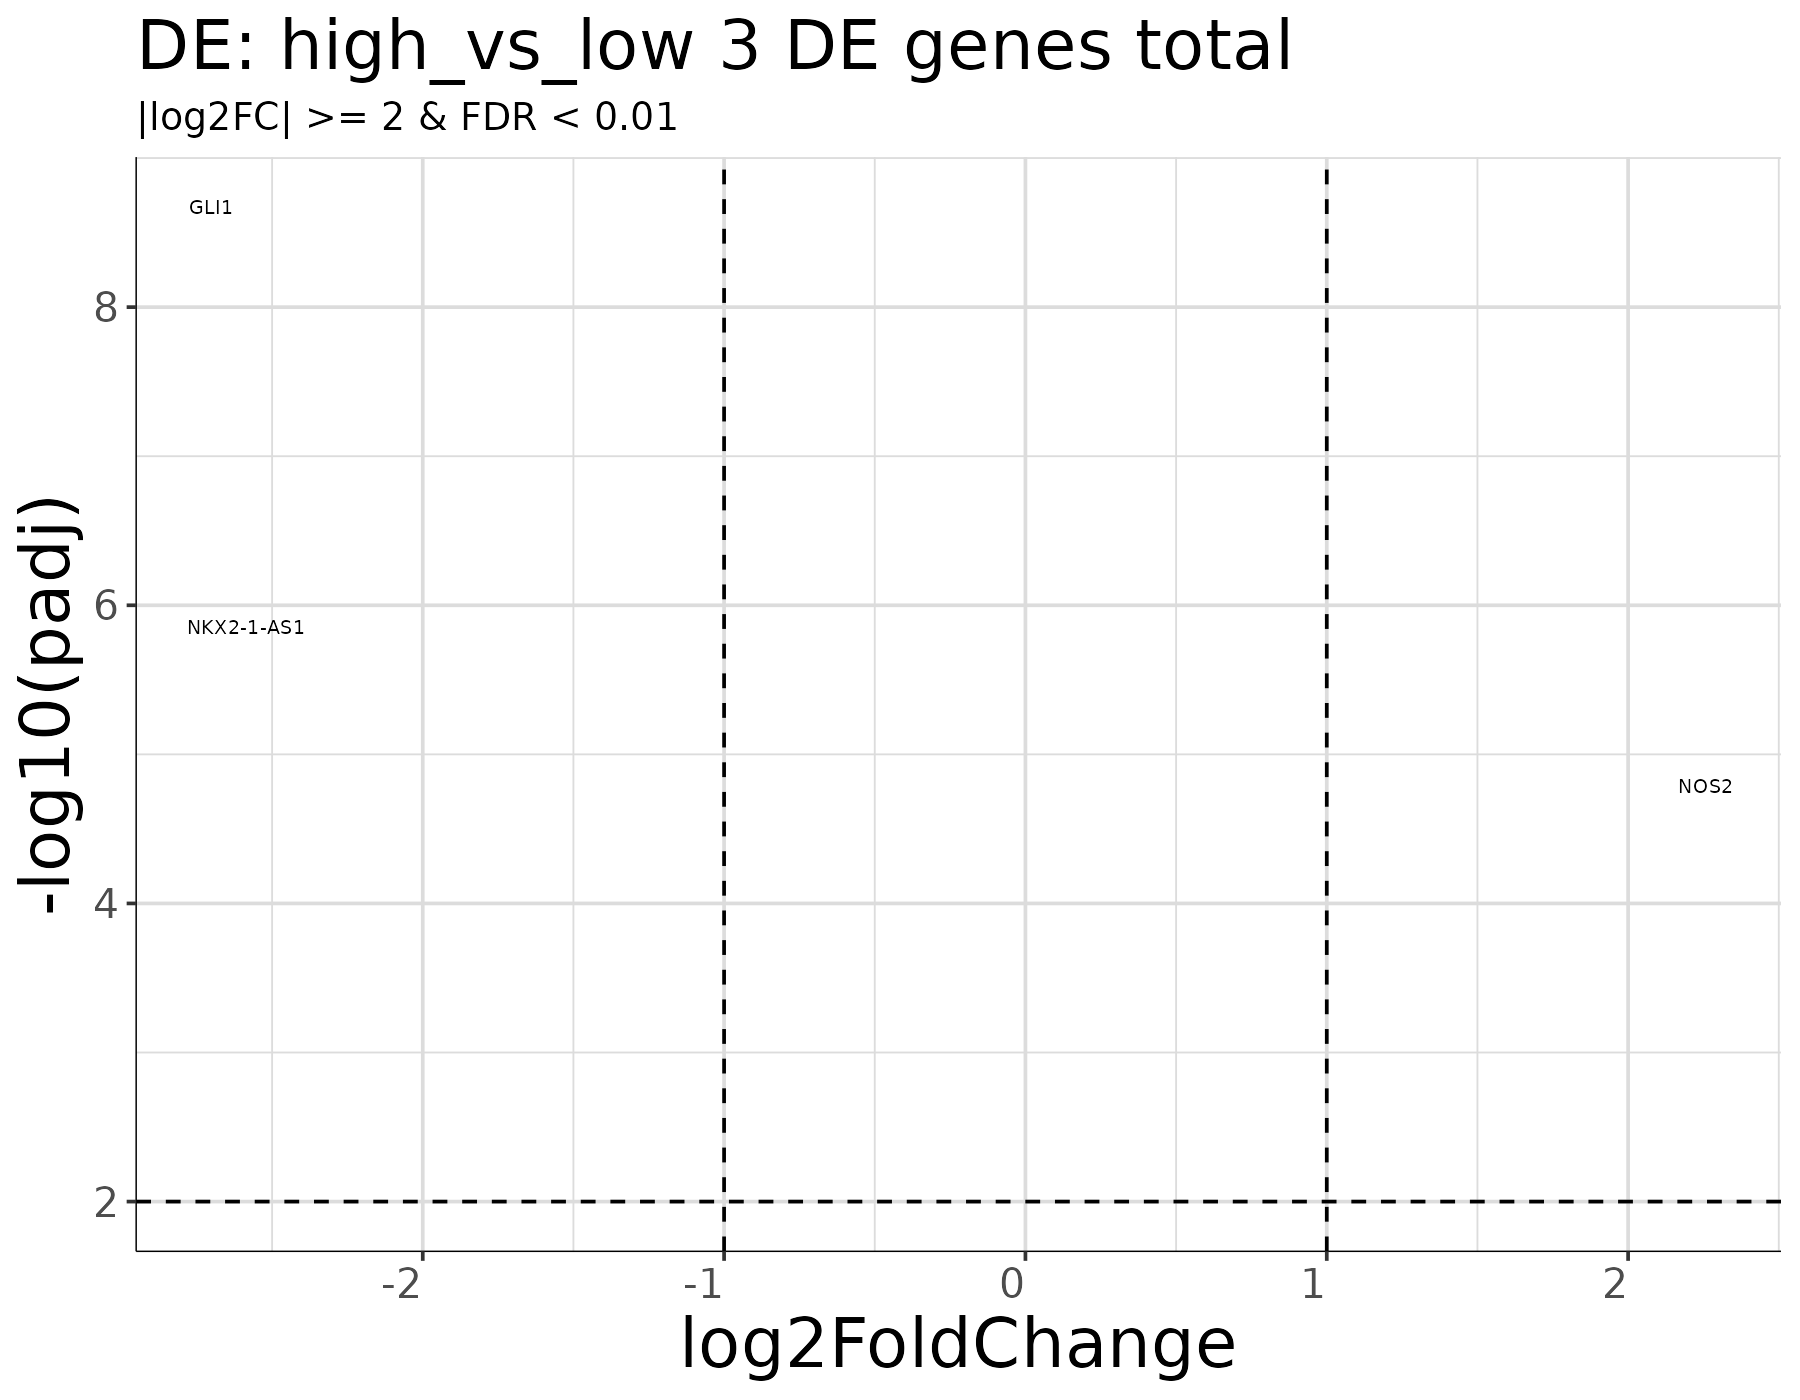 DE: high_vs_low 3 DE genes total
|log2FC| >= 2 & FDR < 0.01
GLI1
8
6
NKX2-1-AS1
NOS2
4
2
-log10(padj)
-2 -1 0 1 2
log2FoldChange